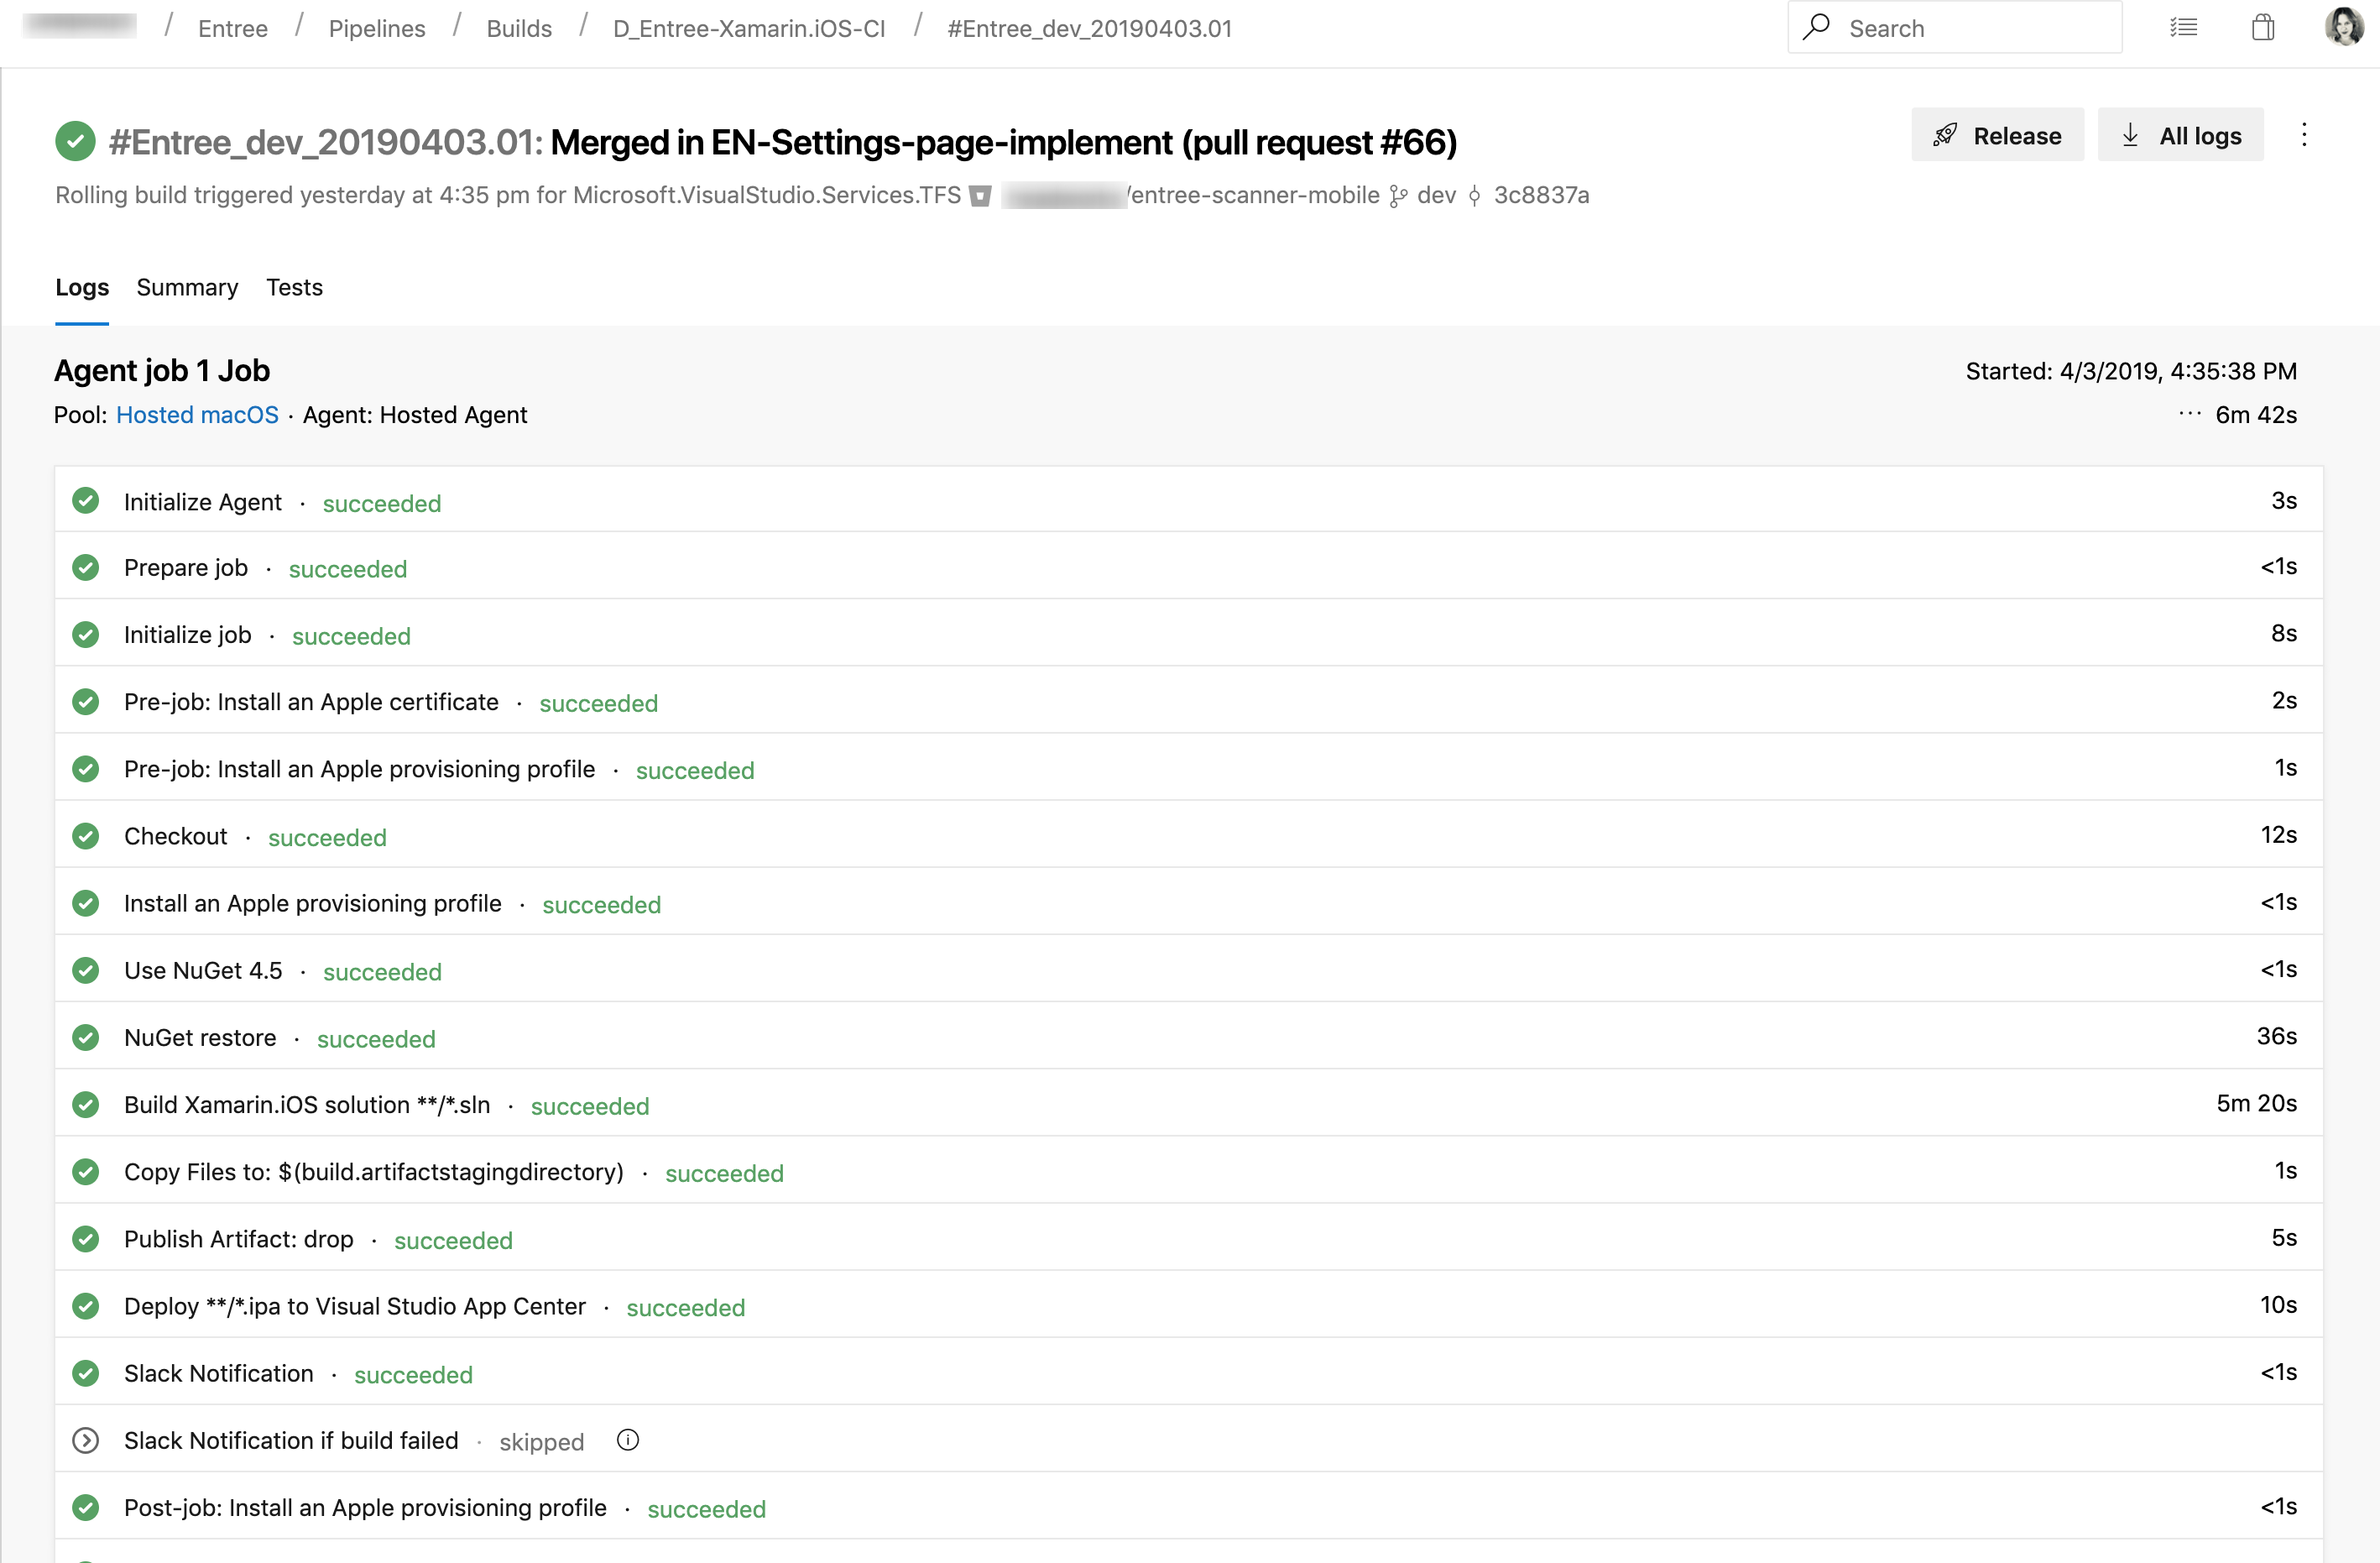 / Entree / Pipelines / Builds / D_Entree-Xamarin.iOS-CI / #Entree_dev_20190403.01
Search
#Entree_dev_20190403.01: Merged in EN-Settings-page-implement (pull request #66)
Release
All logs
Rolling build triggered yesterday at 4:35 pm for Microsoft.VisualStudio.Services.TFS /entree-scanner-mobile dev 3c8837a
Logs Summary Tests
Agent job 1 Job
Started: 4/3/2019, 4:35:38 PM
Pool: Hosted macOS · Agent: Hosted Agent
··· 6m 42s
Initialize Agent · succeeded 3s
Prepare job · succeeded <1s
Initialize job · succeeded 8s
Pre-job: Install an Apple certificate · succeeded 2s
Pre-job: Install an Apple provisioning profile · succeeded 1s
Checkout · succeeded 12s
Install an Apple provisioning profile · succeeded <1s
Use NuGet 4.5 · succeeded <1s
NuGet restore · succeeded 36s
Build Xamarin.iOS solution **/*.sln · succeeded 5m 20s
Copy Files to: $(build.artifactstagingdirectory) · succeeded 1s
Publish Artifact: drop · succeeded 5s
Deploy **/*.ipa to Visual Studio App Center · succeeded 10s
Slack Notification · succeeded <1s
Slack Notification if build failed · skipped
Post-job: Install an Apple provisioning profile · succeeded <1s